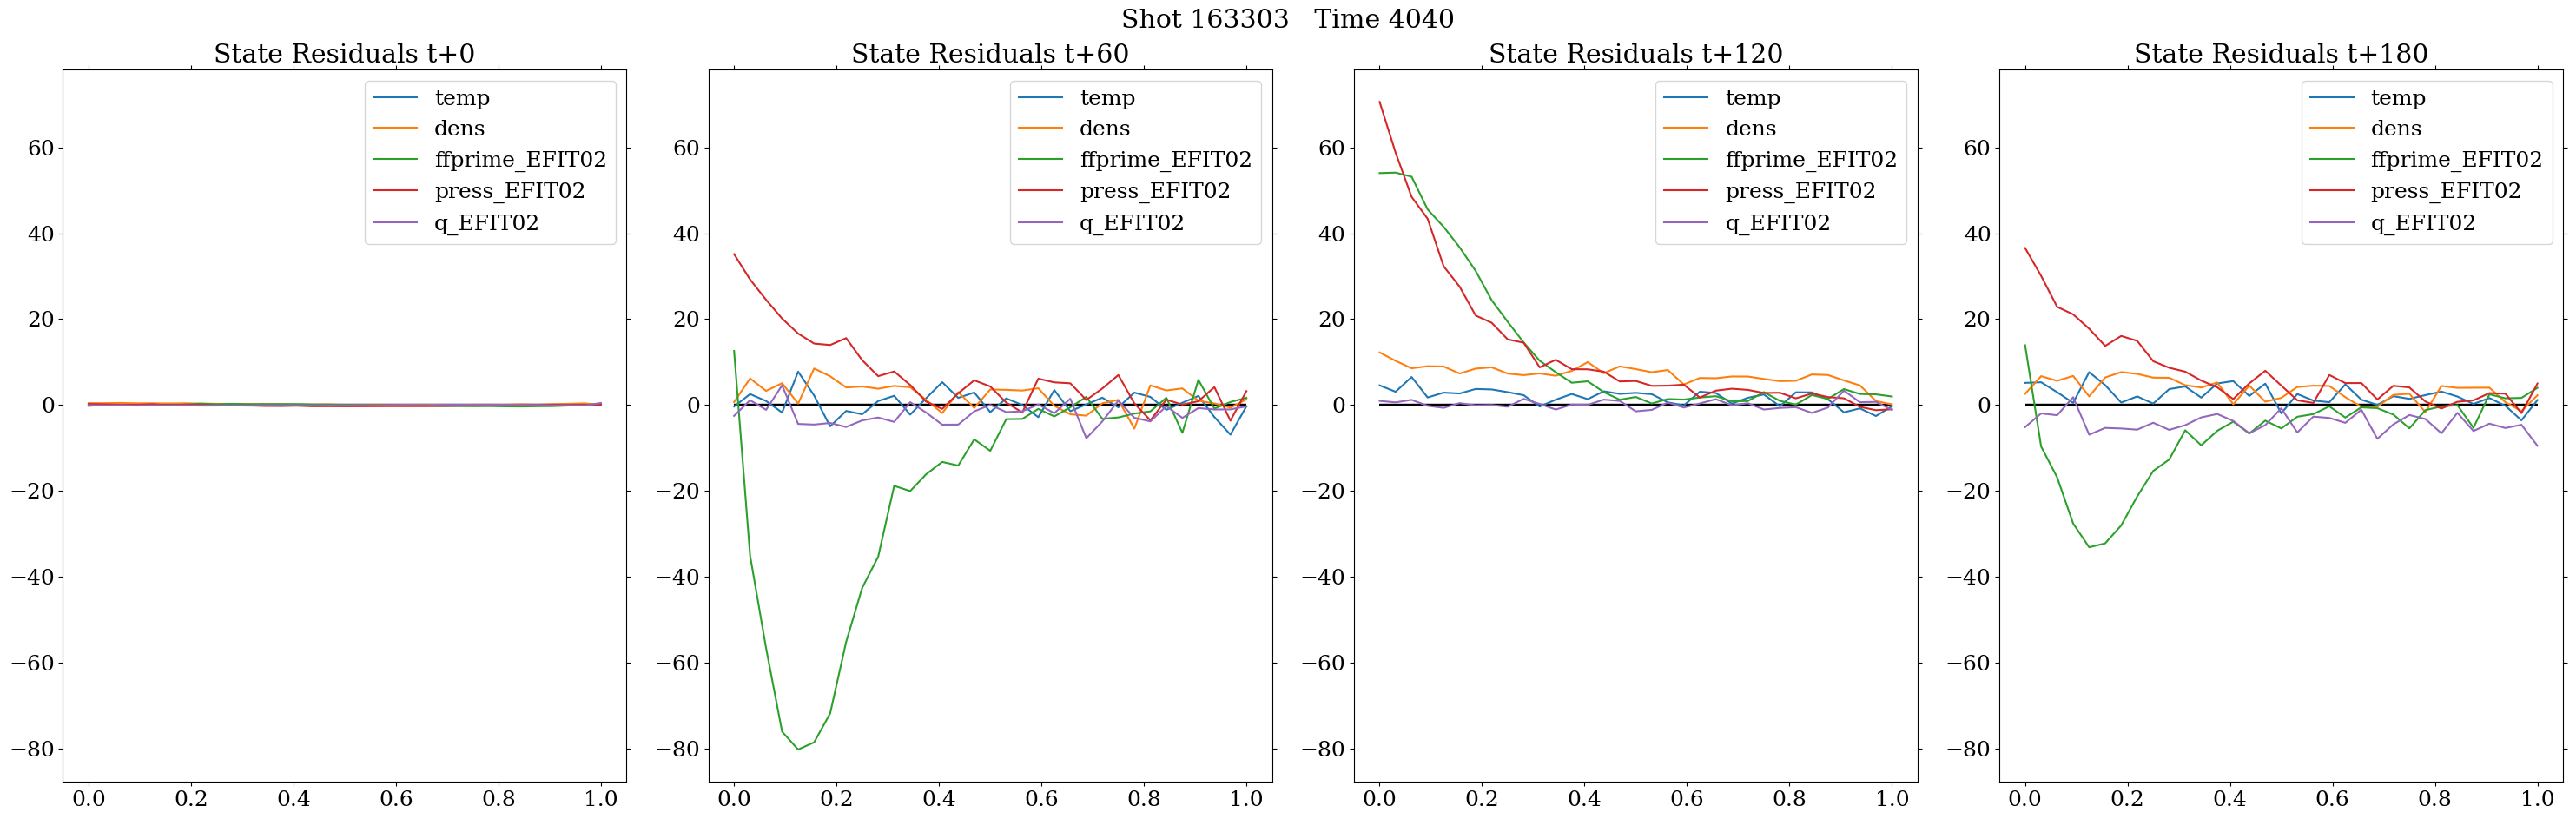 Shot 163303   Time 4040
State Residuals t+0
60
40
20
0
−20
−40
−60
−80
0.0 0.2 0.4 0.6 0.8 1.0
temp
dens
ffprime_EFIT02
press_EFIT02
q_EFIT02
State Residuals t+60
60
40
20
0
−20
−40
−60
−80
0.0 0.2 0.4 0.6 0.8 1.0
temp
dens
ffprime_EFIT02
press_EFIT02
q_EFIT02
State Residuals t+120
60
40
20
0
−20
−40
−60
−80
0.0 0.2 0.4 0.6 0.8 1.0
temp
dens
ffprime_EFIT02
press_EFIT02
q_EFIT02
State Residuals t+180
60
40
20
0
−20
−40
−60
−80
0.0 0.2 0.4 0.6 0.8 1.0
temp
dens
ffprime_EFIT02
press_EFIT02
q_EFIT02